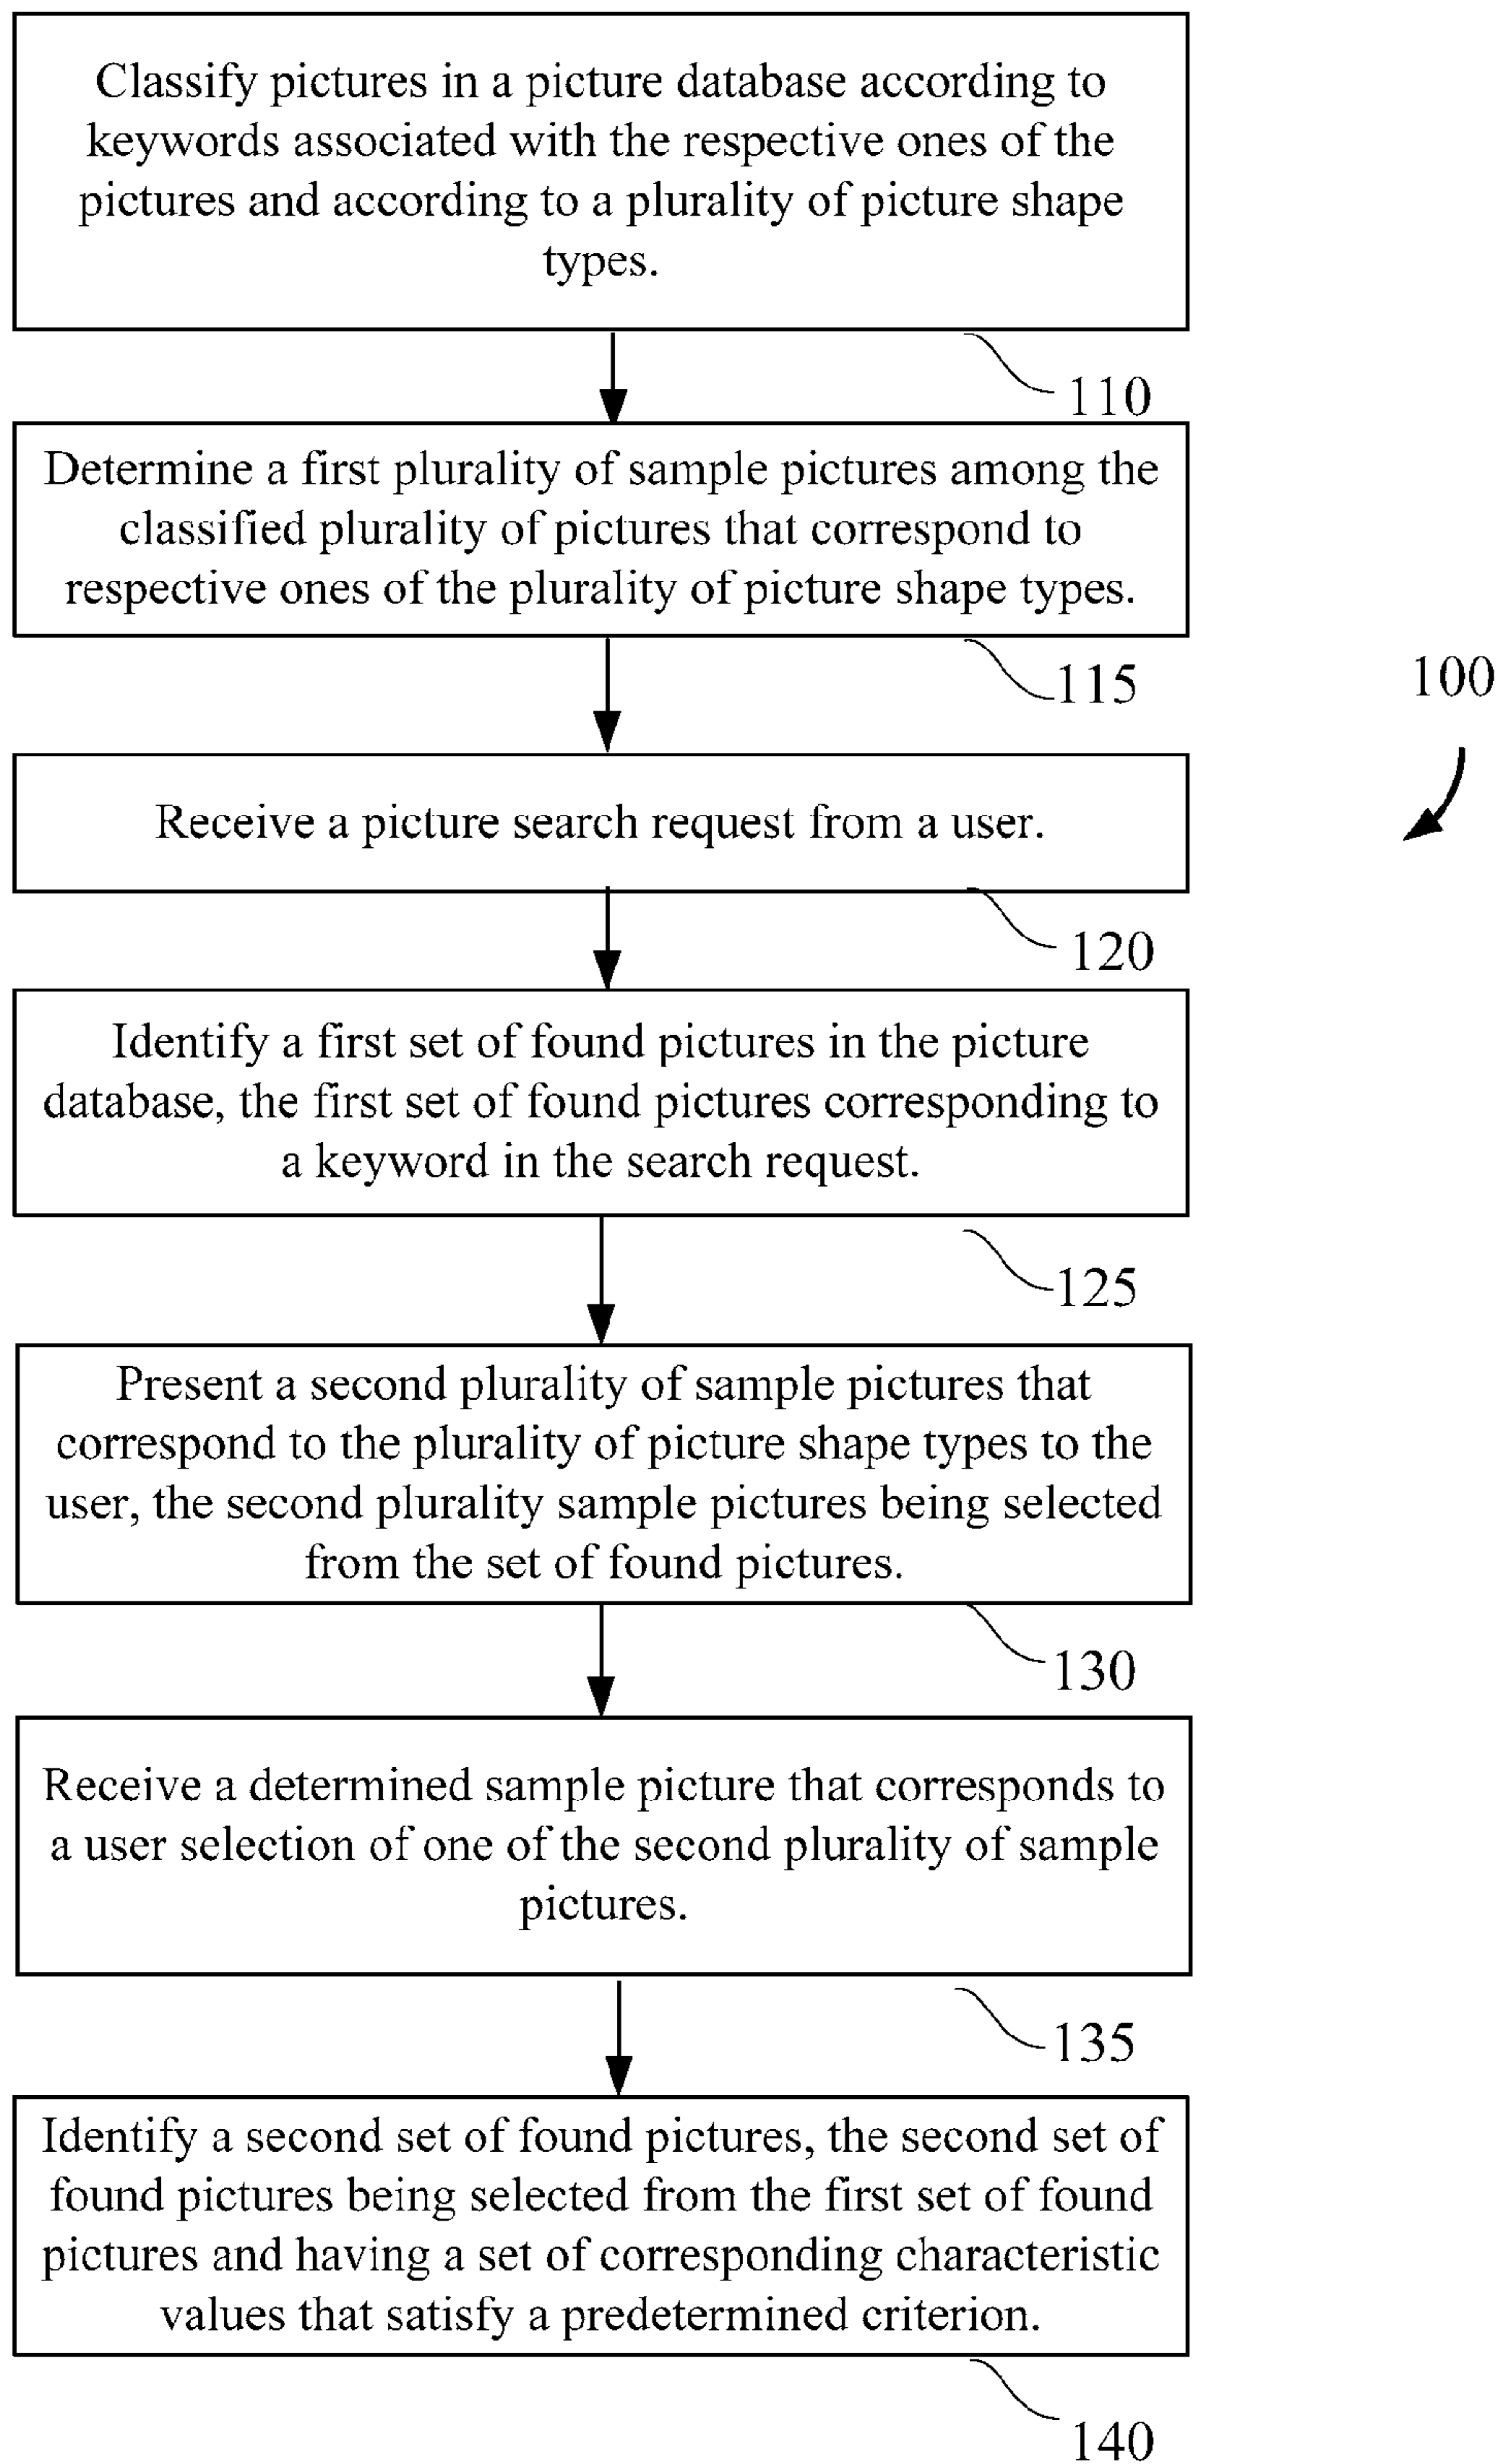 Classify pictures in a picture database according to
keywords associated with the respective ones of the
pictures and according to a plurality of picture shape
types.
110
Determine a first plurality of sample pictures among the
classified plurality of pictures that correspond to
respective ones of the plurality of picture shape types.
115
100
Receive a picture search request from a user.
120
Identify a first set of found pictures in the picture
database, the first set of found pictures corresponding to
a keyword in the search request.
125
Present a second plurality of sample pictures that
correspond to the plurality of picture shape types to the
user, the second plurality sample pictures being selected
from the set of found pictures.
130
Receive a determined sample picture that corresponds to
a user selection of one of the second plurality of sample
pictures.
135
Identify a second set of found pictures, the second set of
found pictures being selected from the first set of found
pictures and having a set of corresponding characteristic
values that satisfy a predetermined criterion.
140